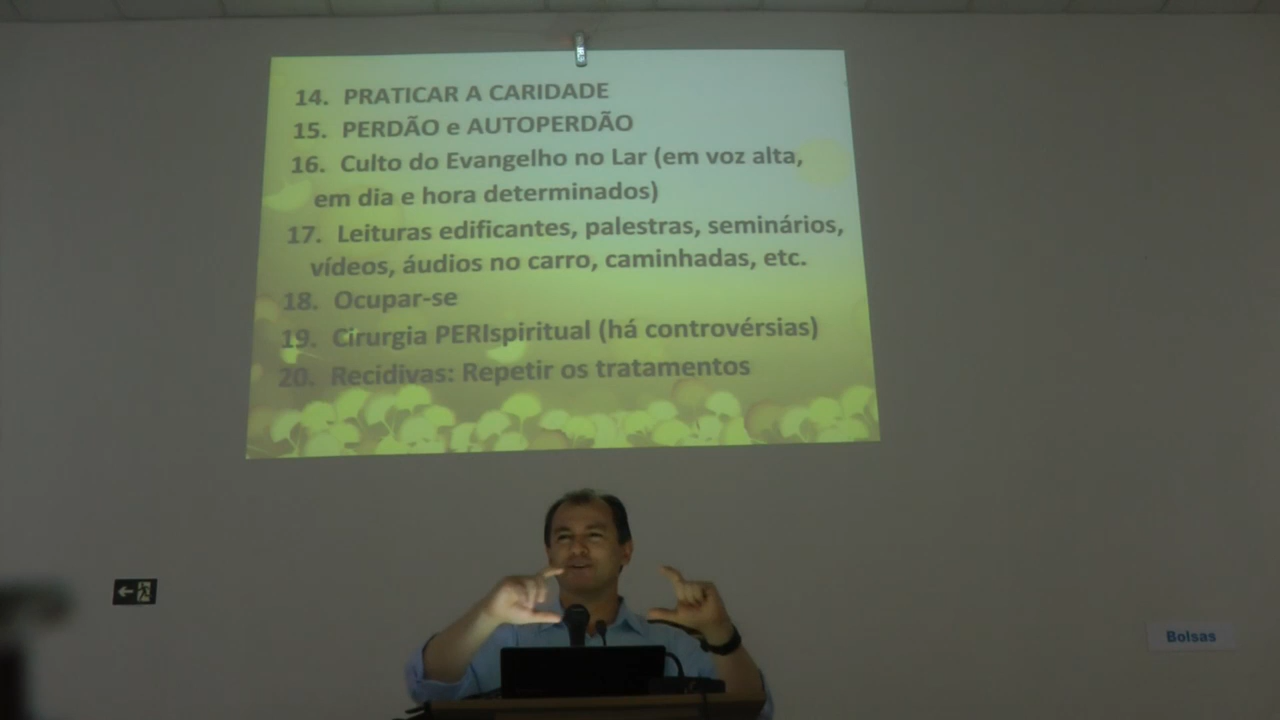 14. PRATICAR A CARIDADE
15. PERDÃO e AUTOPERDÃO
16. Culto do Evangelho no Lar (em voz alta,
em dia e hora determinados)
17. Leituras edificantes, palestras, seminários,
vídeos, áudios no carro, caminhadas, etc.
18. Ocupar-se
19. Cirurgia PERIspiritual (há controvérsias)
20. Recidivas: Repetir os tratamentos
Bolsas